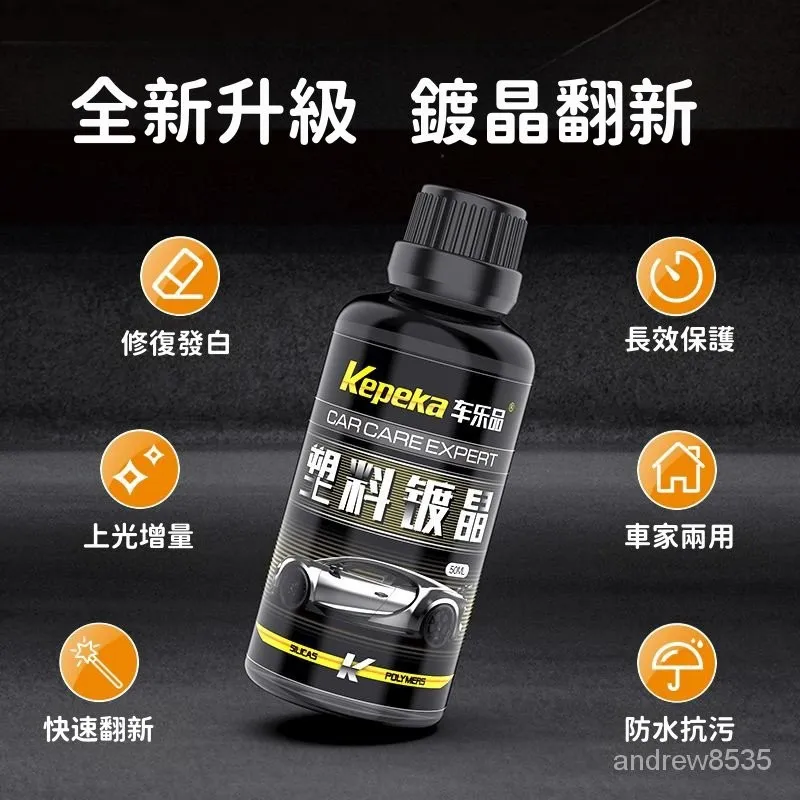 全新升級 鍍晶翻新
修復發白
長效保護
Kepeka 车乐品®
CAR CARE EXPERT
塑料镀晶
50ML
上光增量
車家兩用
SILICAS K POLYMERS
快速翻新
防水抗污
andrew8535